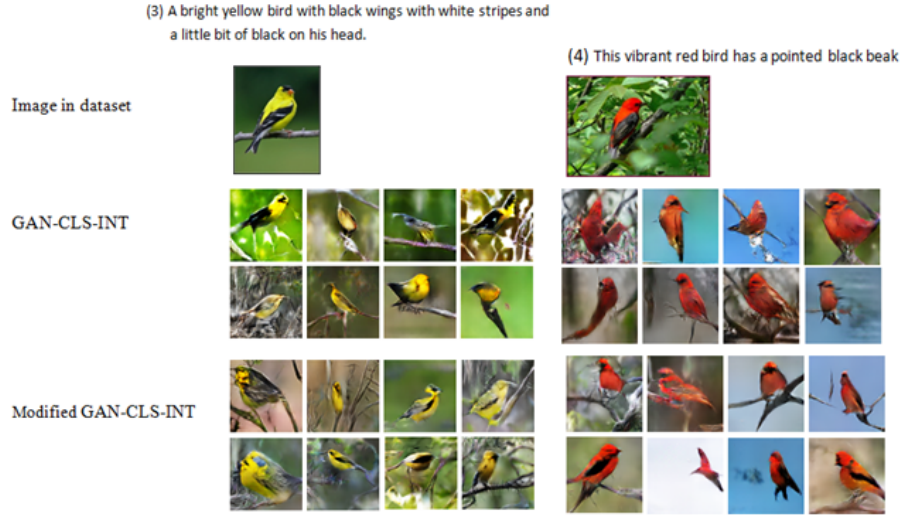 (3) A bright yellow bird with black wings with white stripes and
a little bit of black on his head.
(4) This vibrant red bird has a pointed black beak
Image in dataset
GAN-CLS-INT
Modified GAN-CLS-INT